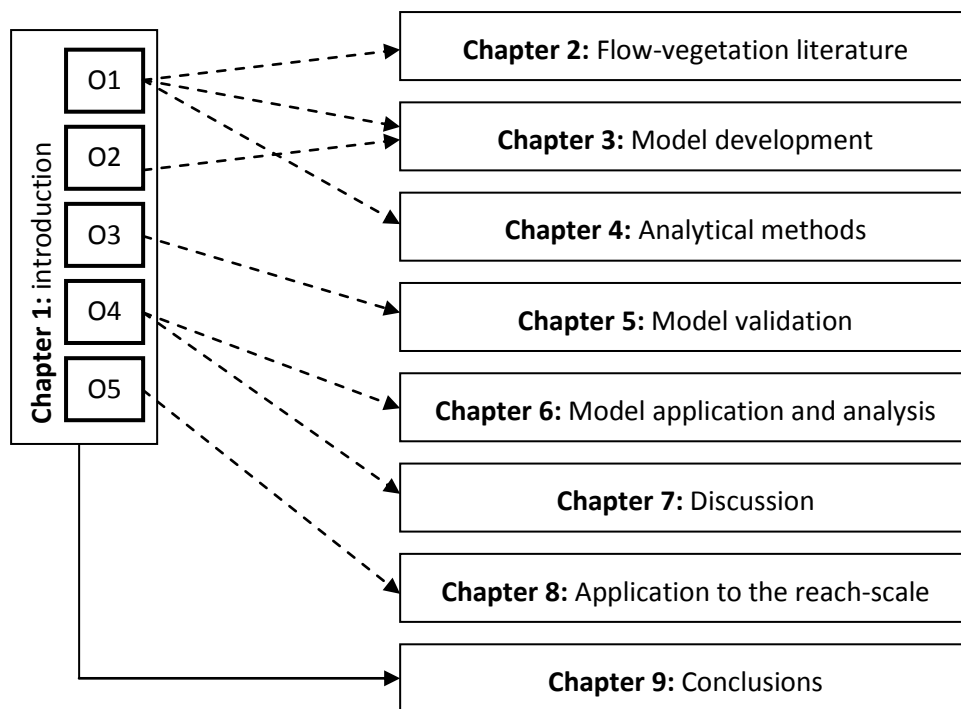 Chapter 1: introduction
O1
O2
O3
O4
O5
Chapter 2: Flow-vegetation literature
Chapter 3: Model development
Chapter 4: Analytical methods
Chapter 5: Model validation
Chapter 6: Model application and analysis
Chapter 7: Discussion
Chapter 8: Application to the reach-scale
Chapter 9: Conclusions